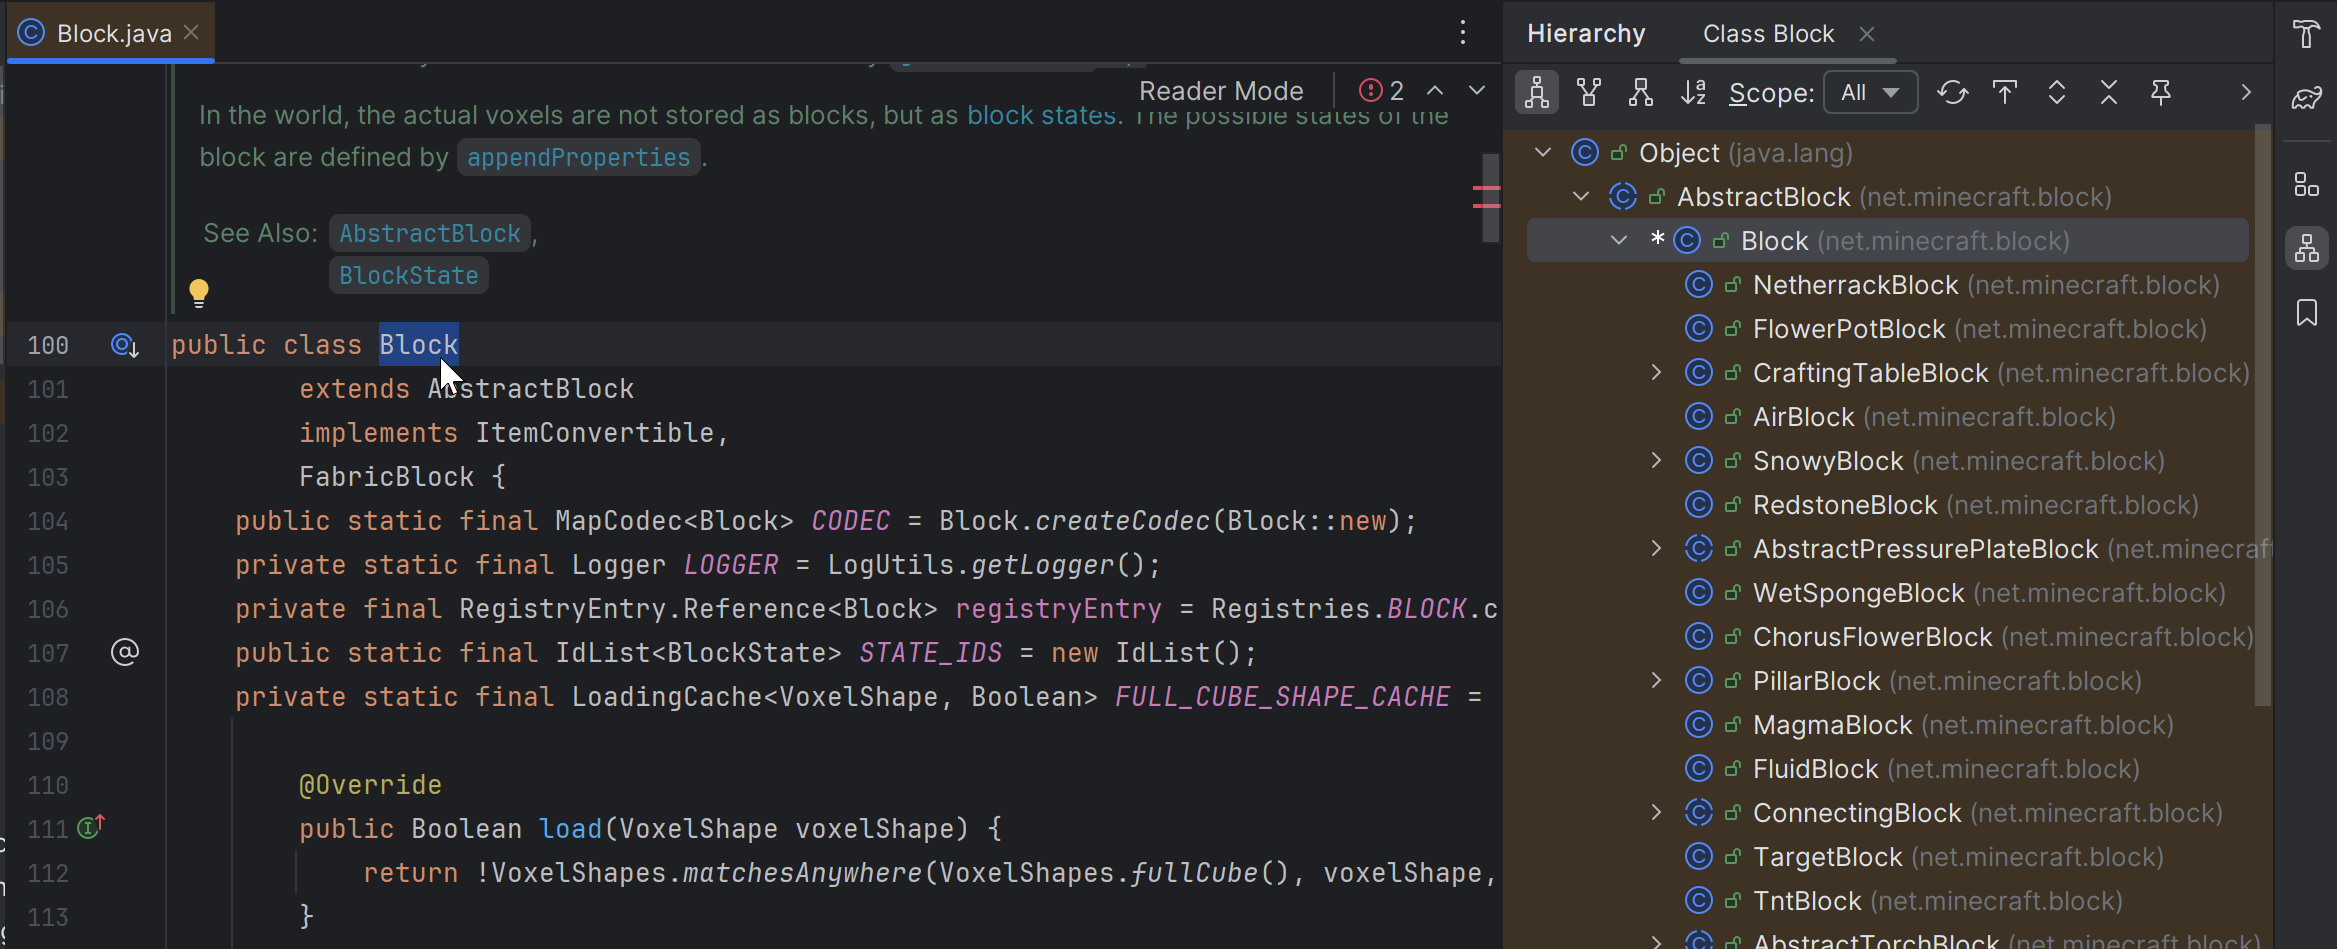 Block.java
Reader Mode
2
In the world, the actual voxels are not stored as blocks, but as block states. The possible states of the
block are defined by appendProperties.
See Also: AbstractBlock,
BlockState
100 public class Block
101 extends AbstractBlock
102 implements ItemConvertible,
103 FabricBlock {
104 public static final MapCodec<Block> CODEC = Block.createCodec(Block::new);
105 private static final Logger LOGGER = LogUtils.getLogger();
106 private final RegistryEntry.Reference<Block> registryEntry = Registries.BLOCK.c
107 public static final IdList<BlockState> STATE_IDS = new IdList();
108 private static final LoadingCache<VoxelShape, Boolean> FULL_CUBE_SHAPE_CACHE =
109
110 @Override
111 public Boolean load(VoxelShape voxelShape) {
112 return !VoxelShapes.matchesAnywhere(VoxelShapes.fullCube(), voxelShape,
113 }
Hierarchy Class Block
Scope: All
Object (java.lang)
AbstractBlock (net.minecraft.block)
* Block (net.minecraft.block)
NetherrackBlock (net.minecraft.block)
FlowerPotBlock (net.minecraft.block)
CraftingTableBlock (net.minecraft.block)
AirBlock (net.minecraft.block)
SnowyBlock (net.minecraft.block)
RedstoneBlock (net.minecraft.block)
AbstractPressurePlateBlock (net.minecraft
WetSpongeBlock (net.minecraft.block)
ChorusFlowerBlock (net.minecraft.block)
PillarBlock (net.minecraft.block)
MagmaBlock (net.minecraft.block)
FluidBlock (net.minecraft.block)
ConnectingBlock (net.minecraft.block)
TargetBlock (net.minecraft.block)
TntBlock (net.minecraft.block)
AbstractTorchBlock (net.minecraft.block)